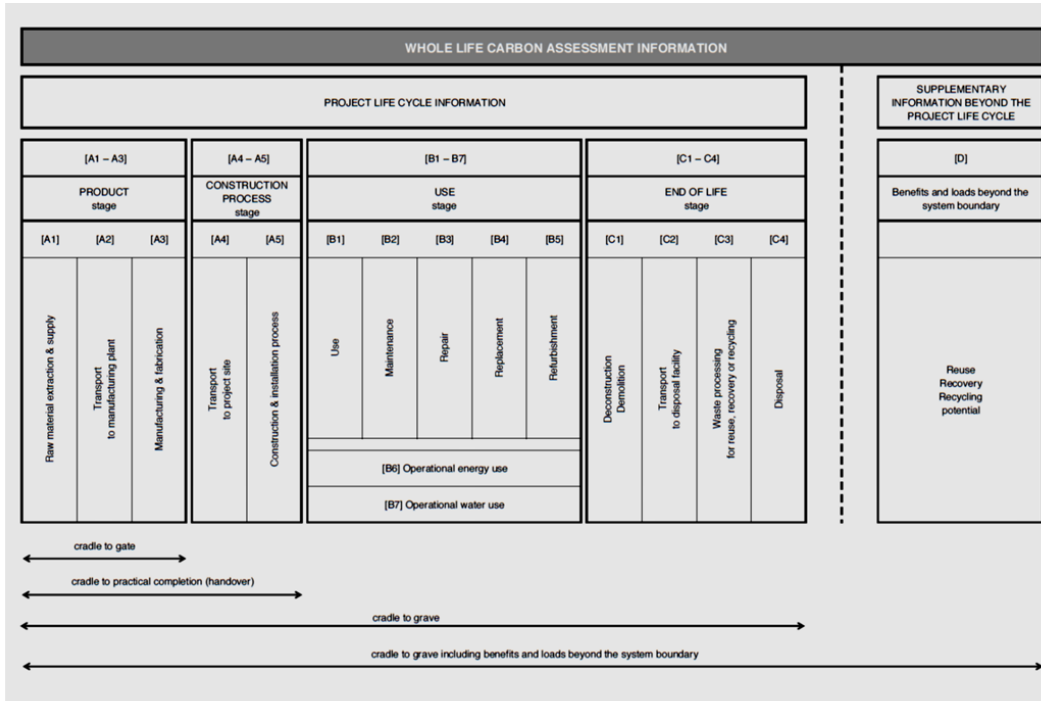 WHOLE LIFE CARBON ASSESSMENT INFORMATION
PROJECT LIFE CYCLE INFORMATION
SUPPLEMENTARY
INFORMATION BEYOND THE
PROJECT LIFE CYCLE
[A1 – A3]
[A4 – A5]
[B1 – B7]
[C1 – C4]
[D]
PRODUCT
stage
CONSTRUCTION
PROCESS
stage
USE
stage
END OF LIFE
stage
Benefits and loads beyond the
system boundary
[A1]
[A2]
[A3]
[A4]
[A5]
[B1]
[B2]
[B3]
[B4]
[B5]
[C1]
[C2]
[C3]
[C4]
Raw material extraction & supply
Transport
to manufacturing plant
Manufacturing & fabrication
Transport
to project site
Construction & installation process
Use
Maintenance
Repair
Replacement
Refurbishment
[B6] Operational energy use
[B7] Operational water use
Deconstruction
Demolition
Transport
to disposal facility
Waste processing
for reuse, recovery or recycling
Disposal
Reuse
Recovery
Recycling
potential
cradle to gate
cradle to practical completion (handover)
cradle to grave
cradle to grave including benefits and loads beyond the system boundary